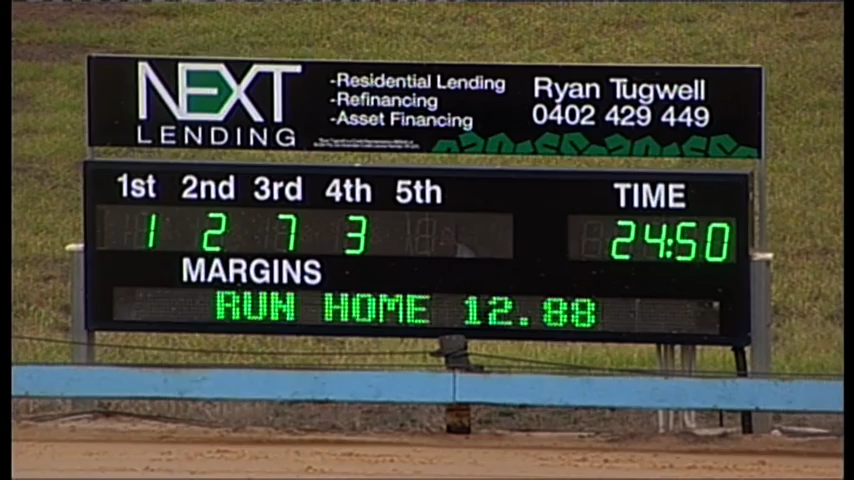 NEXT
LENDING
-Residential Lending
-Refinancing
-Asset Financing
Ryan Tugwell
0402 429 449
1st 2nd 3rd 4th 5th TIME
1 2 7 3 24:50
MARGINS
RUN HOME 12.88